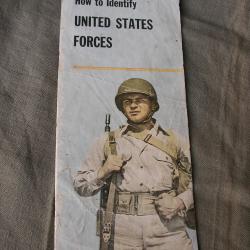 How to Identify
UNITED STATES
FORCES